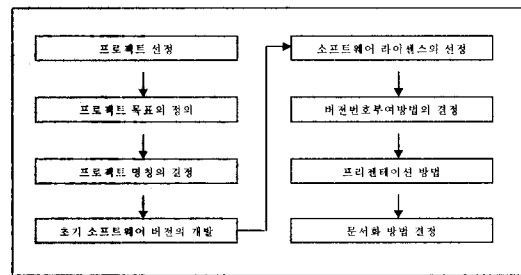 프로젝트 선정
프로젝트 목표의 정의
프로젝트 명칭의 결정
초기 소프트웨어 버전의 개발
소프트웨어 라이센스의 선정
버전번호부여방법의 결정
프리젠테이션 방법
문서화 방법 결정